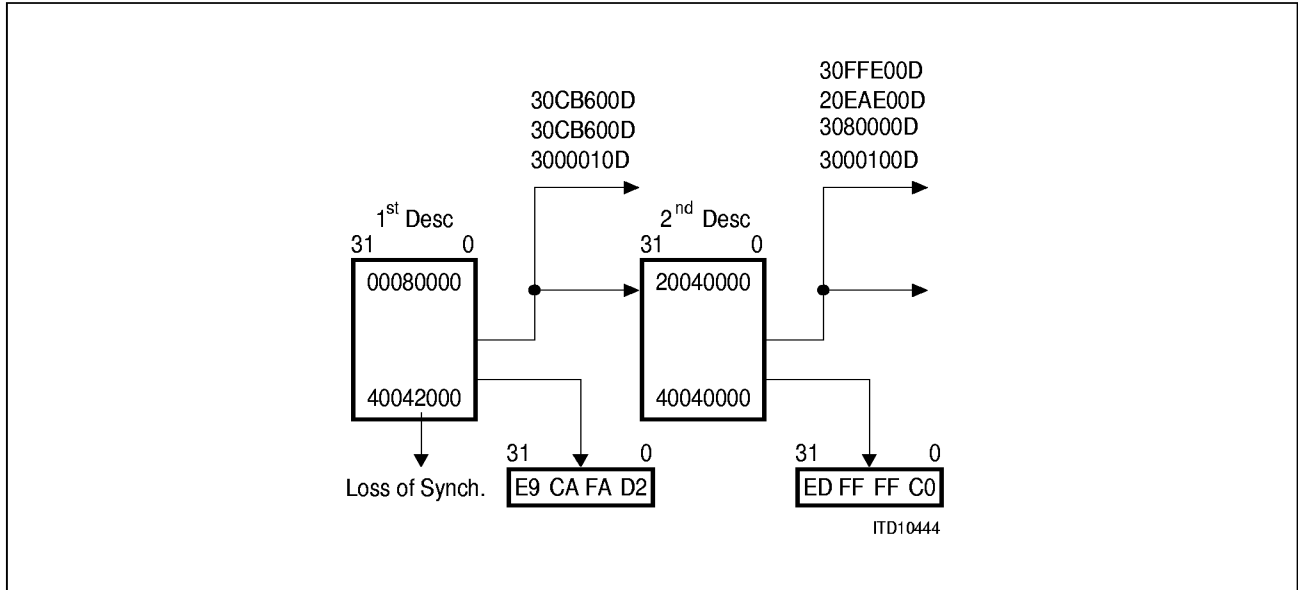 30CB600D
30CB600D
3000010D
30FFE00D
20EAE00D
3080000D
3000100D
1st Desc
31 0
00080000
40042000
2nd Desc
31 0
20040000
40040000
Loss of Synch.
31 0
E9 CA FA D2
31 0
ED FF FF C0
ITD10444